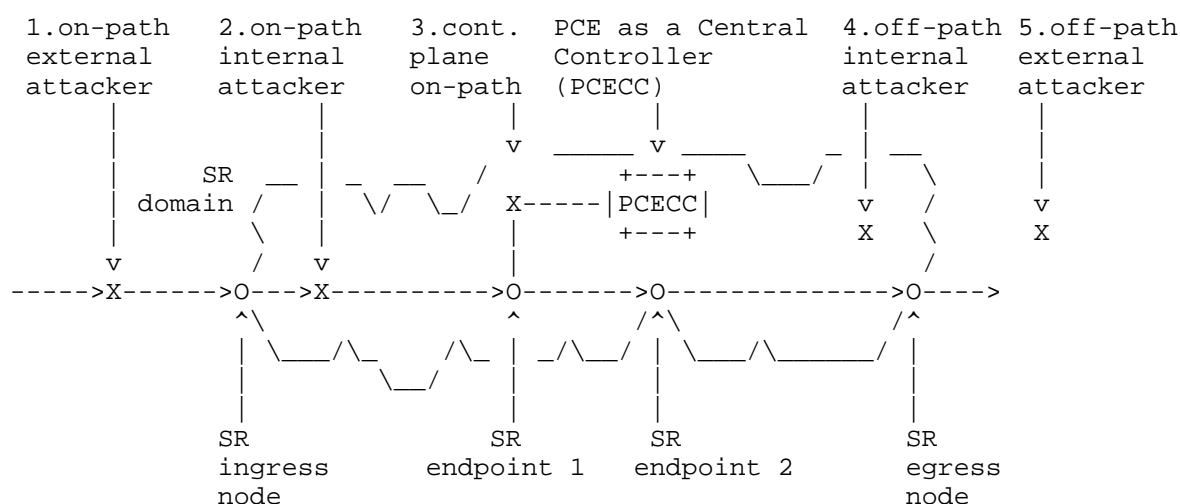 1.on-path 2.on-path 3.cont. PCE as a Central 4.off-path 5.off-path
external internal plane Controller internal external
attacker attacker on-path (PCECC) attacker attacker
SR
domain X-----|PCECC| v v
X X
v v
----->X------>O--->X---------->O------->O--------------->O---->
SR SR SR SR
ingress endpoint 1 endpoint 2 egress
node node